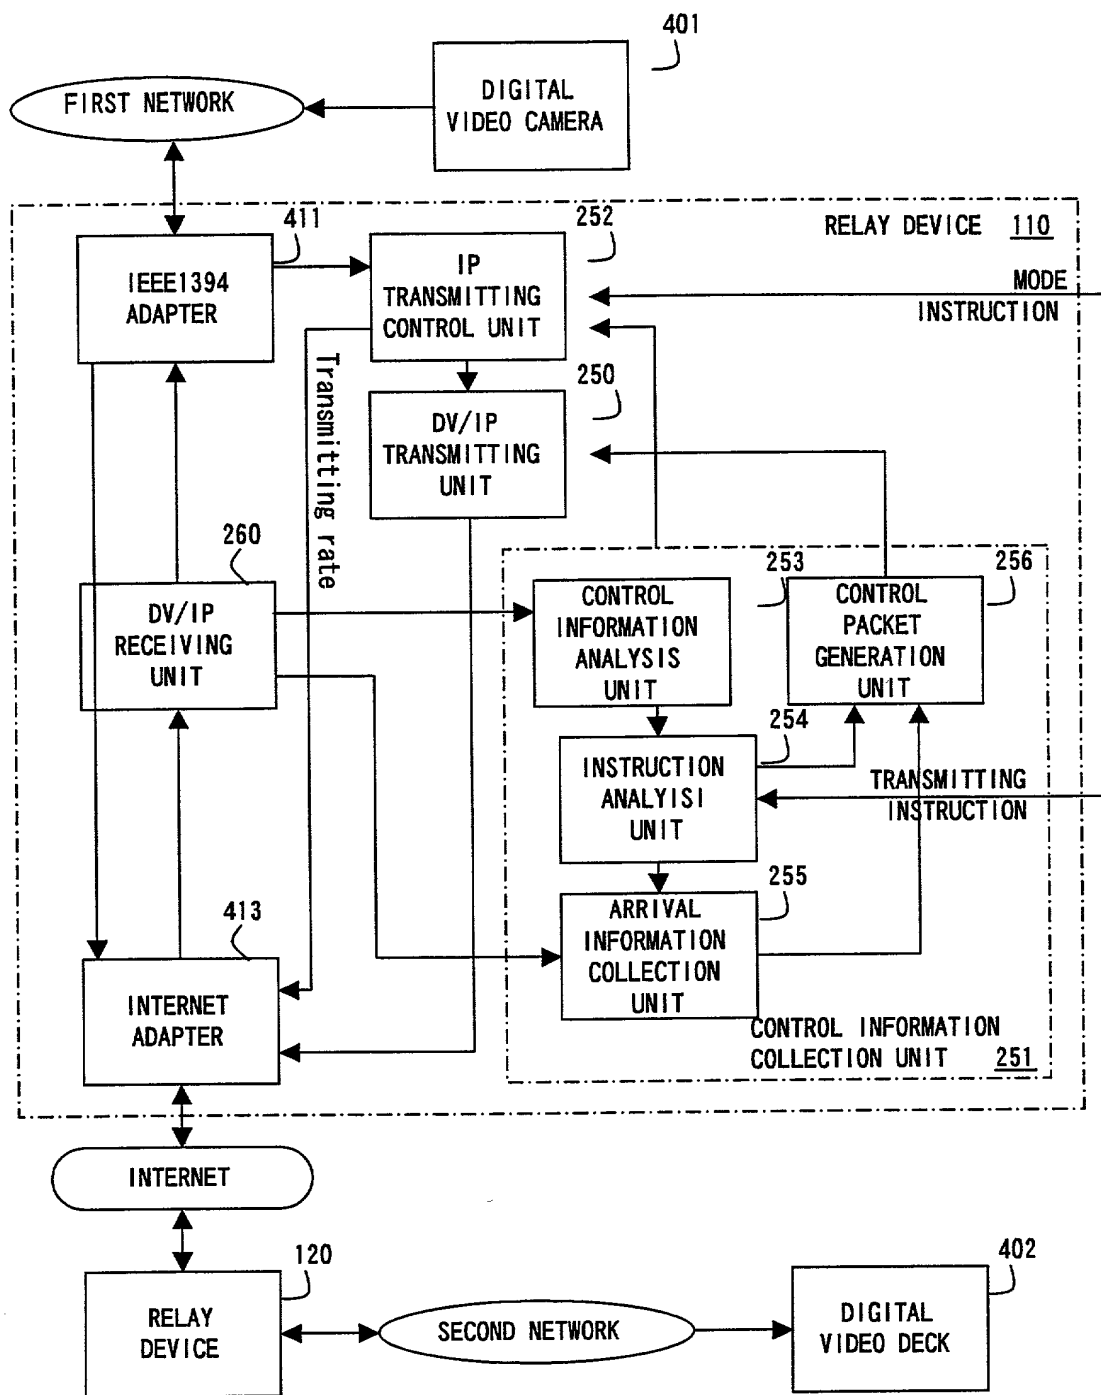 401
DIGITAL
VIDEO CAMERA
FIRST NETWORK
RELAY DEVICE 110
411
IEEE1394
ADAPTER
252
IP
TRANSMITTING
CONTROL UNIT
MODE
INSTRUCTION
Transmitting rate
250
DV/IP
TRANSMITTING
UNIT
260
DV/IP
RECEIVING
UNIT
253
CONTROL
INFORMATION
ANALYSIS
UNIT
256
CONTROL
PACKET
GENERATION
UNIT
254
INSTRUCTION
ANALYISI
UNIT
TRANSMITTING
INSTRUCTION
255
ARRIVAL
INFORMATION
COLLECTION
UNIT
413
INTERNET
ADAPTER
CONTROL INFORMATION
COLLECTION UNIT 251
INTERNET
120
RELAY
DEVICE
SECOND NETWORK
402
DIGITAL
VIDEO DECK